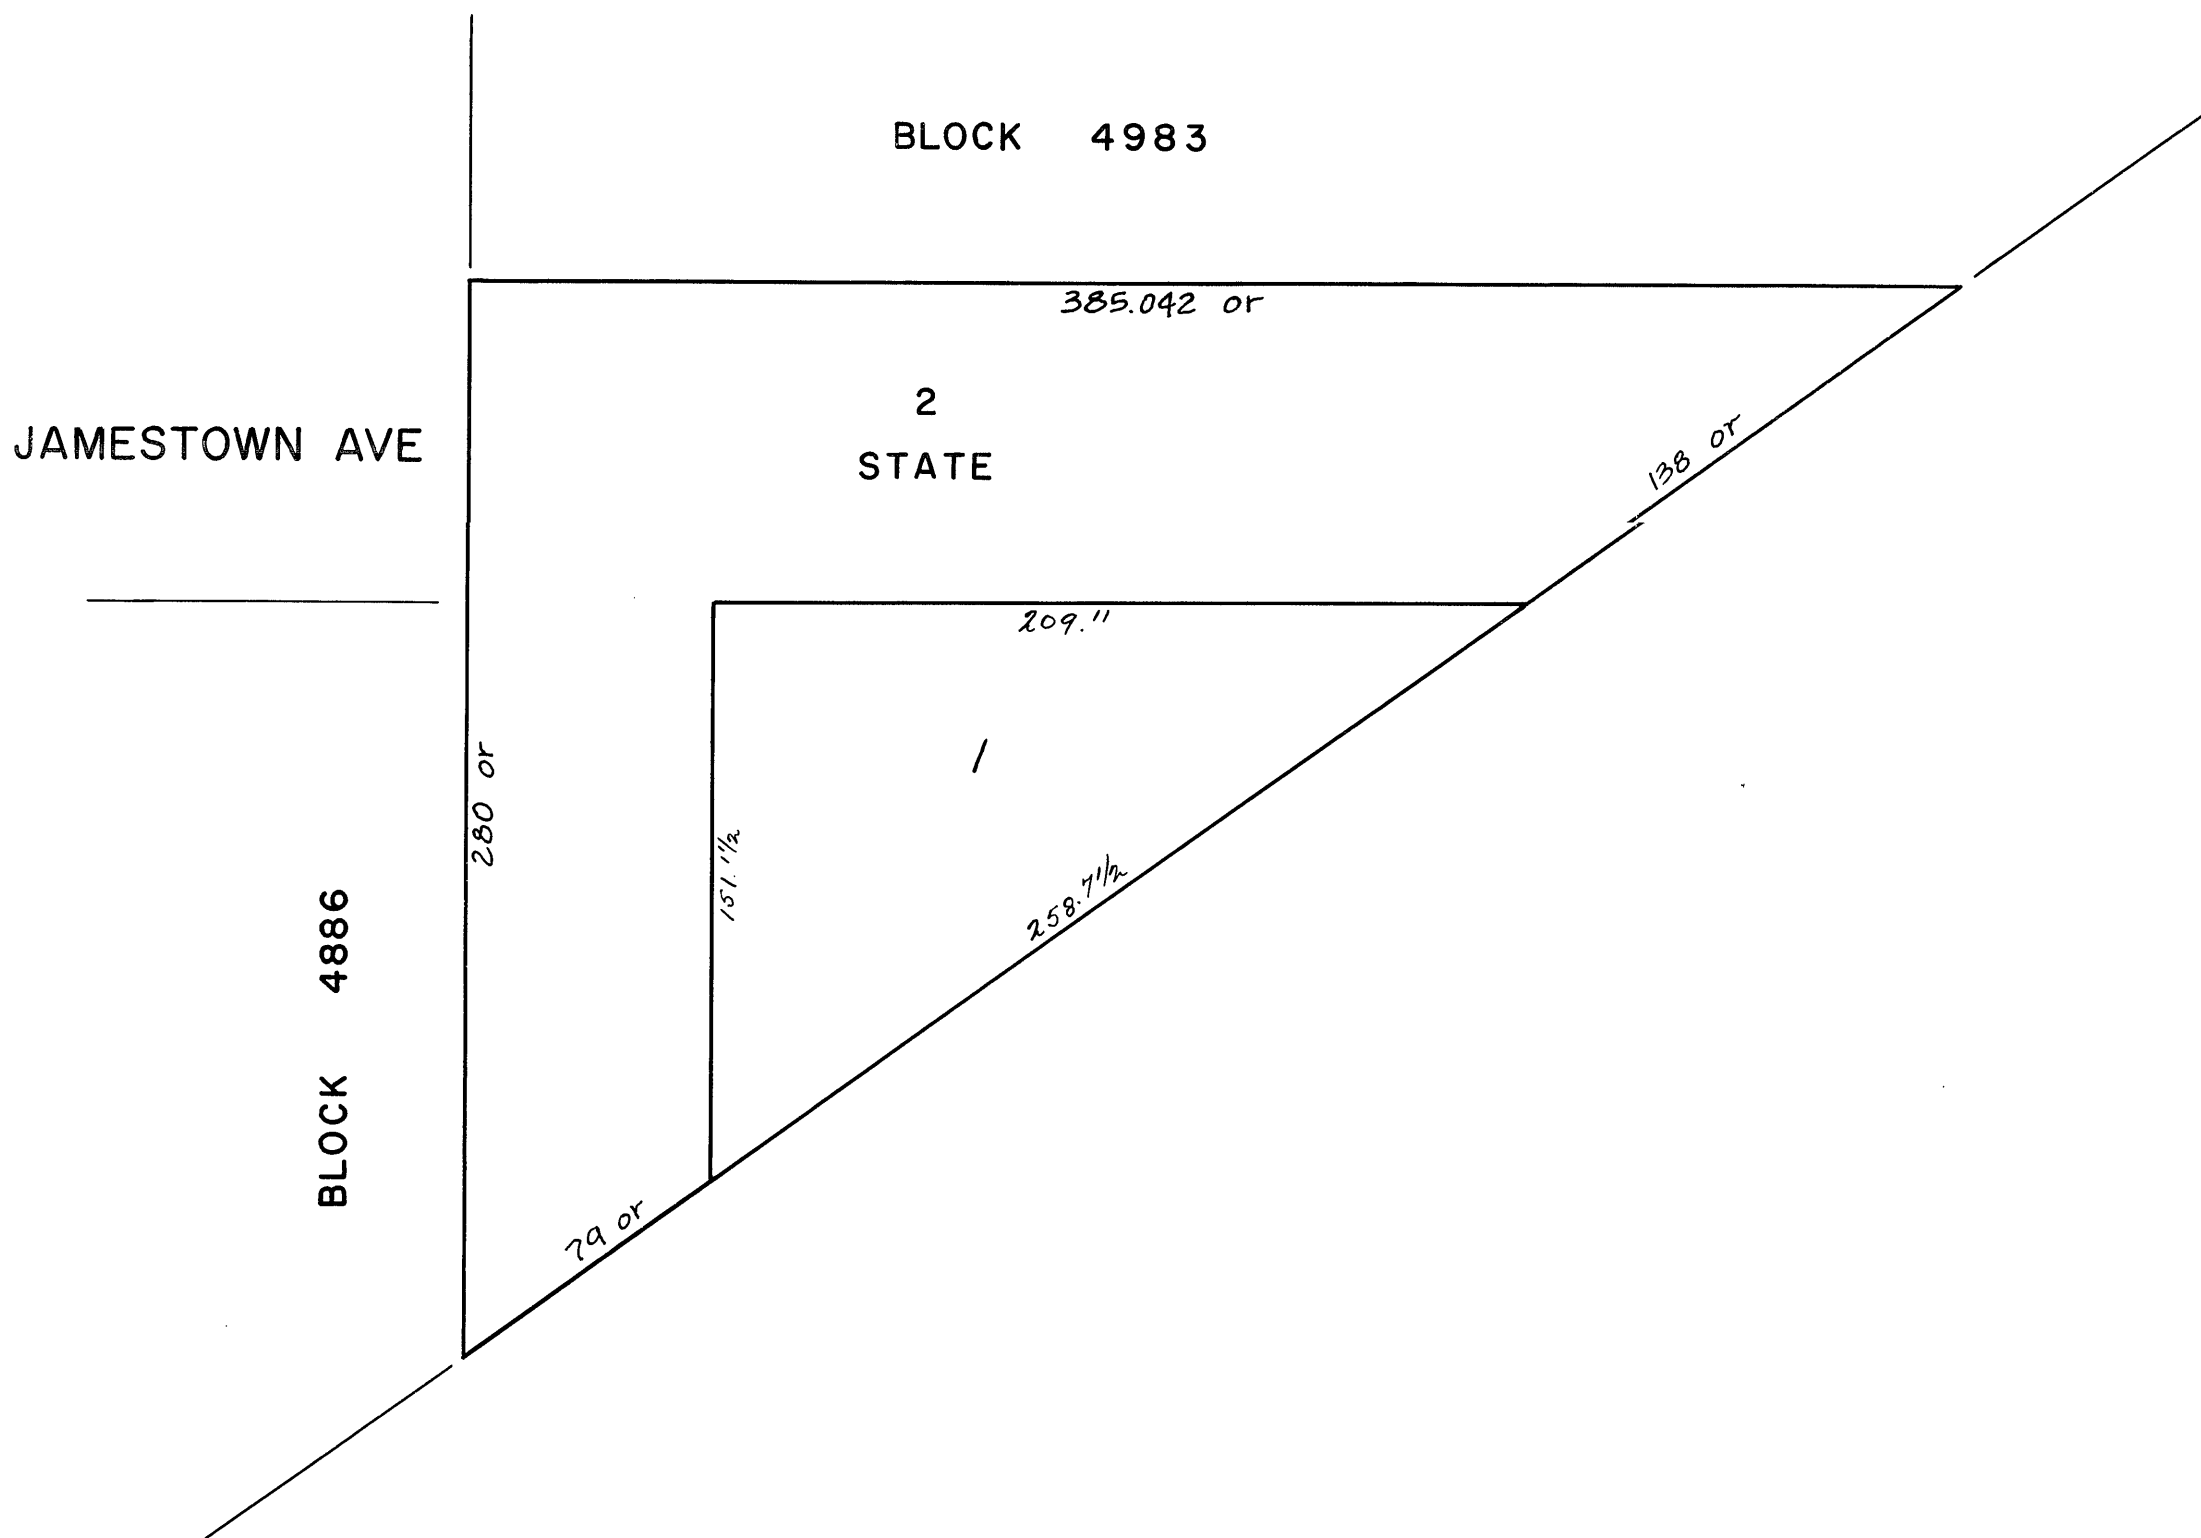 BLOCK 4983
385.042 or
2
STATE
JAMESTOWN AVE
138 or
209."
1
280 or
151.1½
258.7½
BLOCK 4886
79 or